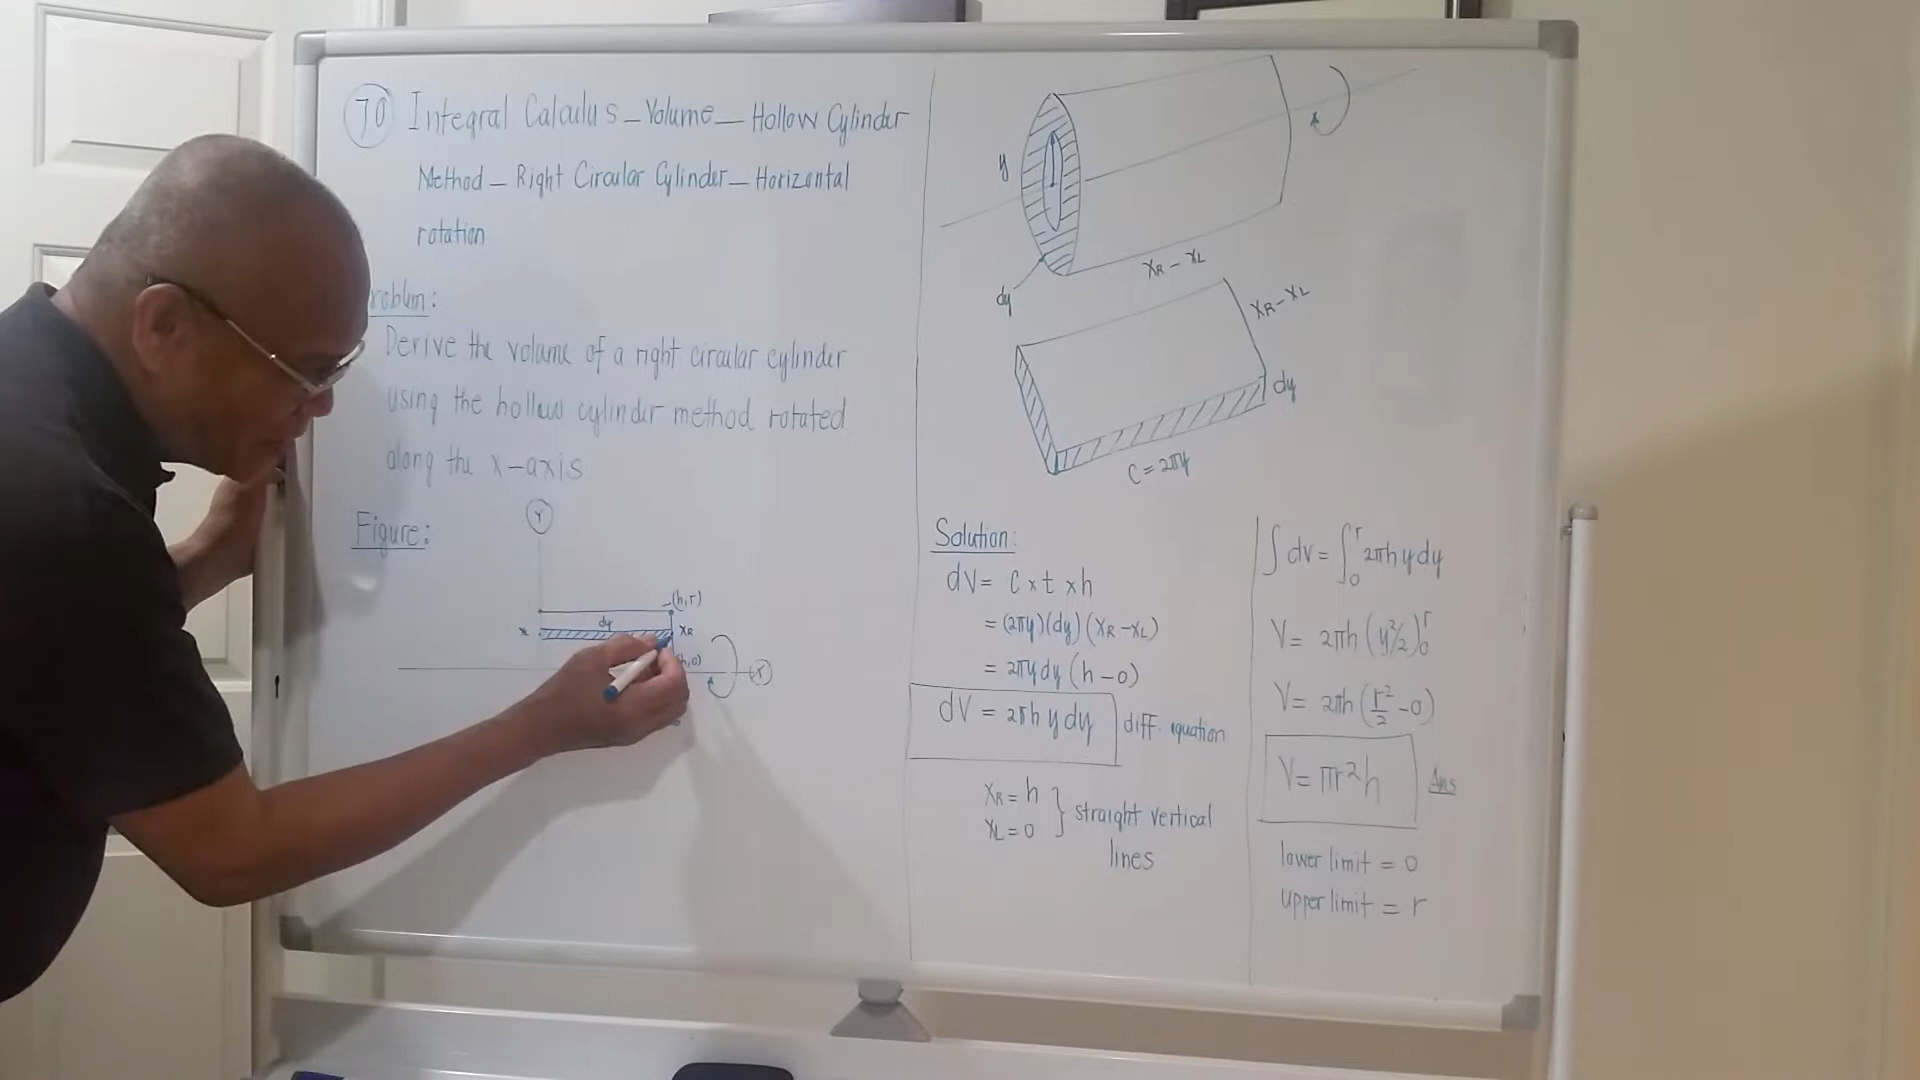 70 Integral Calculus - Volume - Hollow Cylinder
Method - Right Circular Cylinder - Horizontal
rotation
roblem:
Derive the volume of a right circular cylinder
using the hollow cylinder method rotated
along the x-axis
Figure:
Y
(h,r)
dy
XL
XR
h,0)
X
y
dy
XR - XL
XR - XL
dy
C = 2πy
Solution:
dV = C x t x h
= (2πy)(dy)(XR - XL)
= 2πy dy (h - 0)
dV = 2πh y dy diff. equation
XR = h
XL = 0
} straight vertical
lines
∫ dv = ∫₀ʳ 2πh y dy
V = 2πh (y²/2)₀ʳ
V = 2πh (r²/2 - 0)
V = πr²h Ans
lower limit = 0
upper limit = r